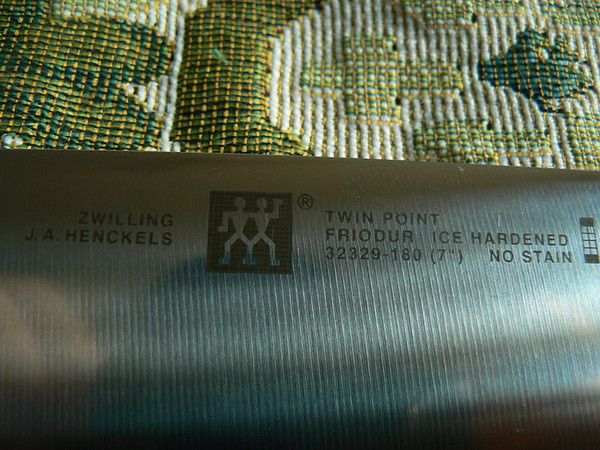 ZWILLING
J.A. HENCKELS
®
TWIN POINT
FRIODUR ICE HARDENED
32329-180 (7") NO STAIN